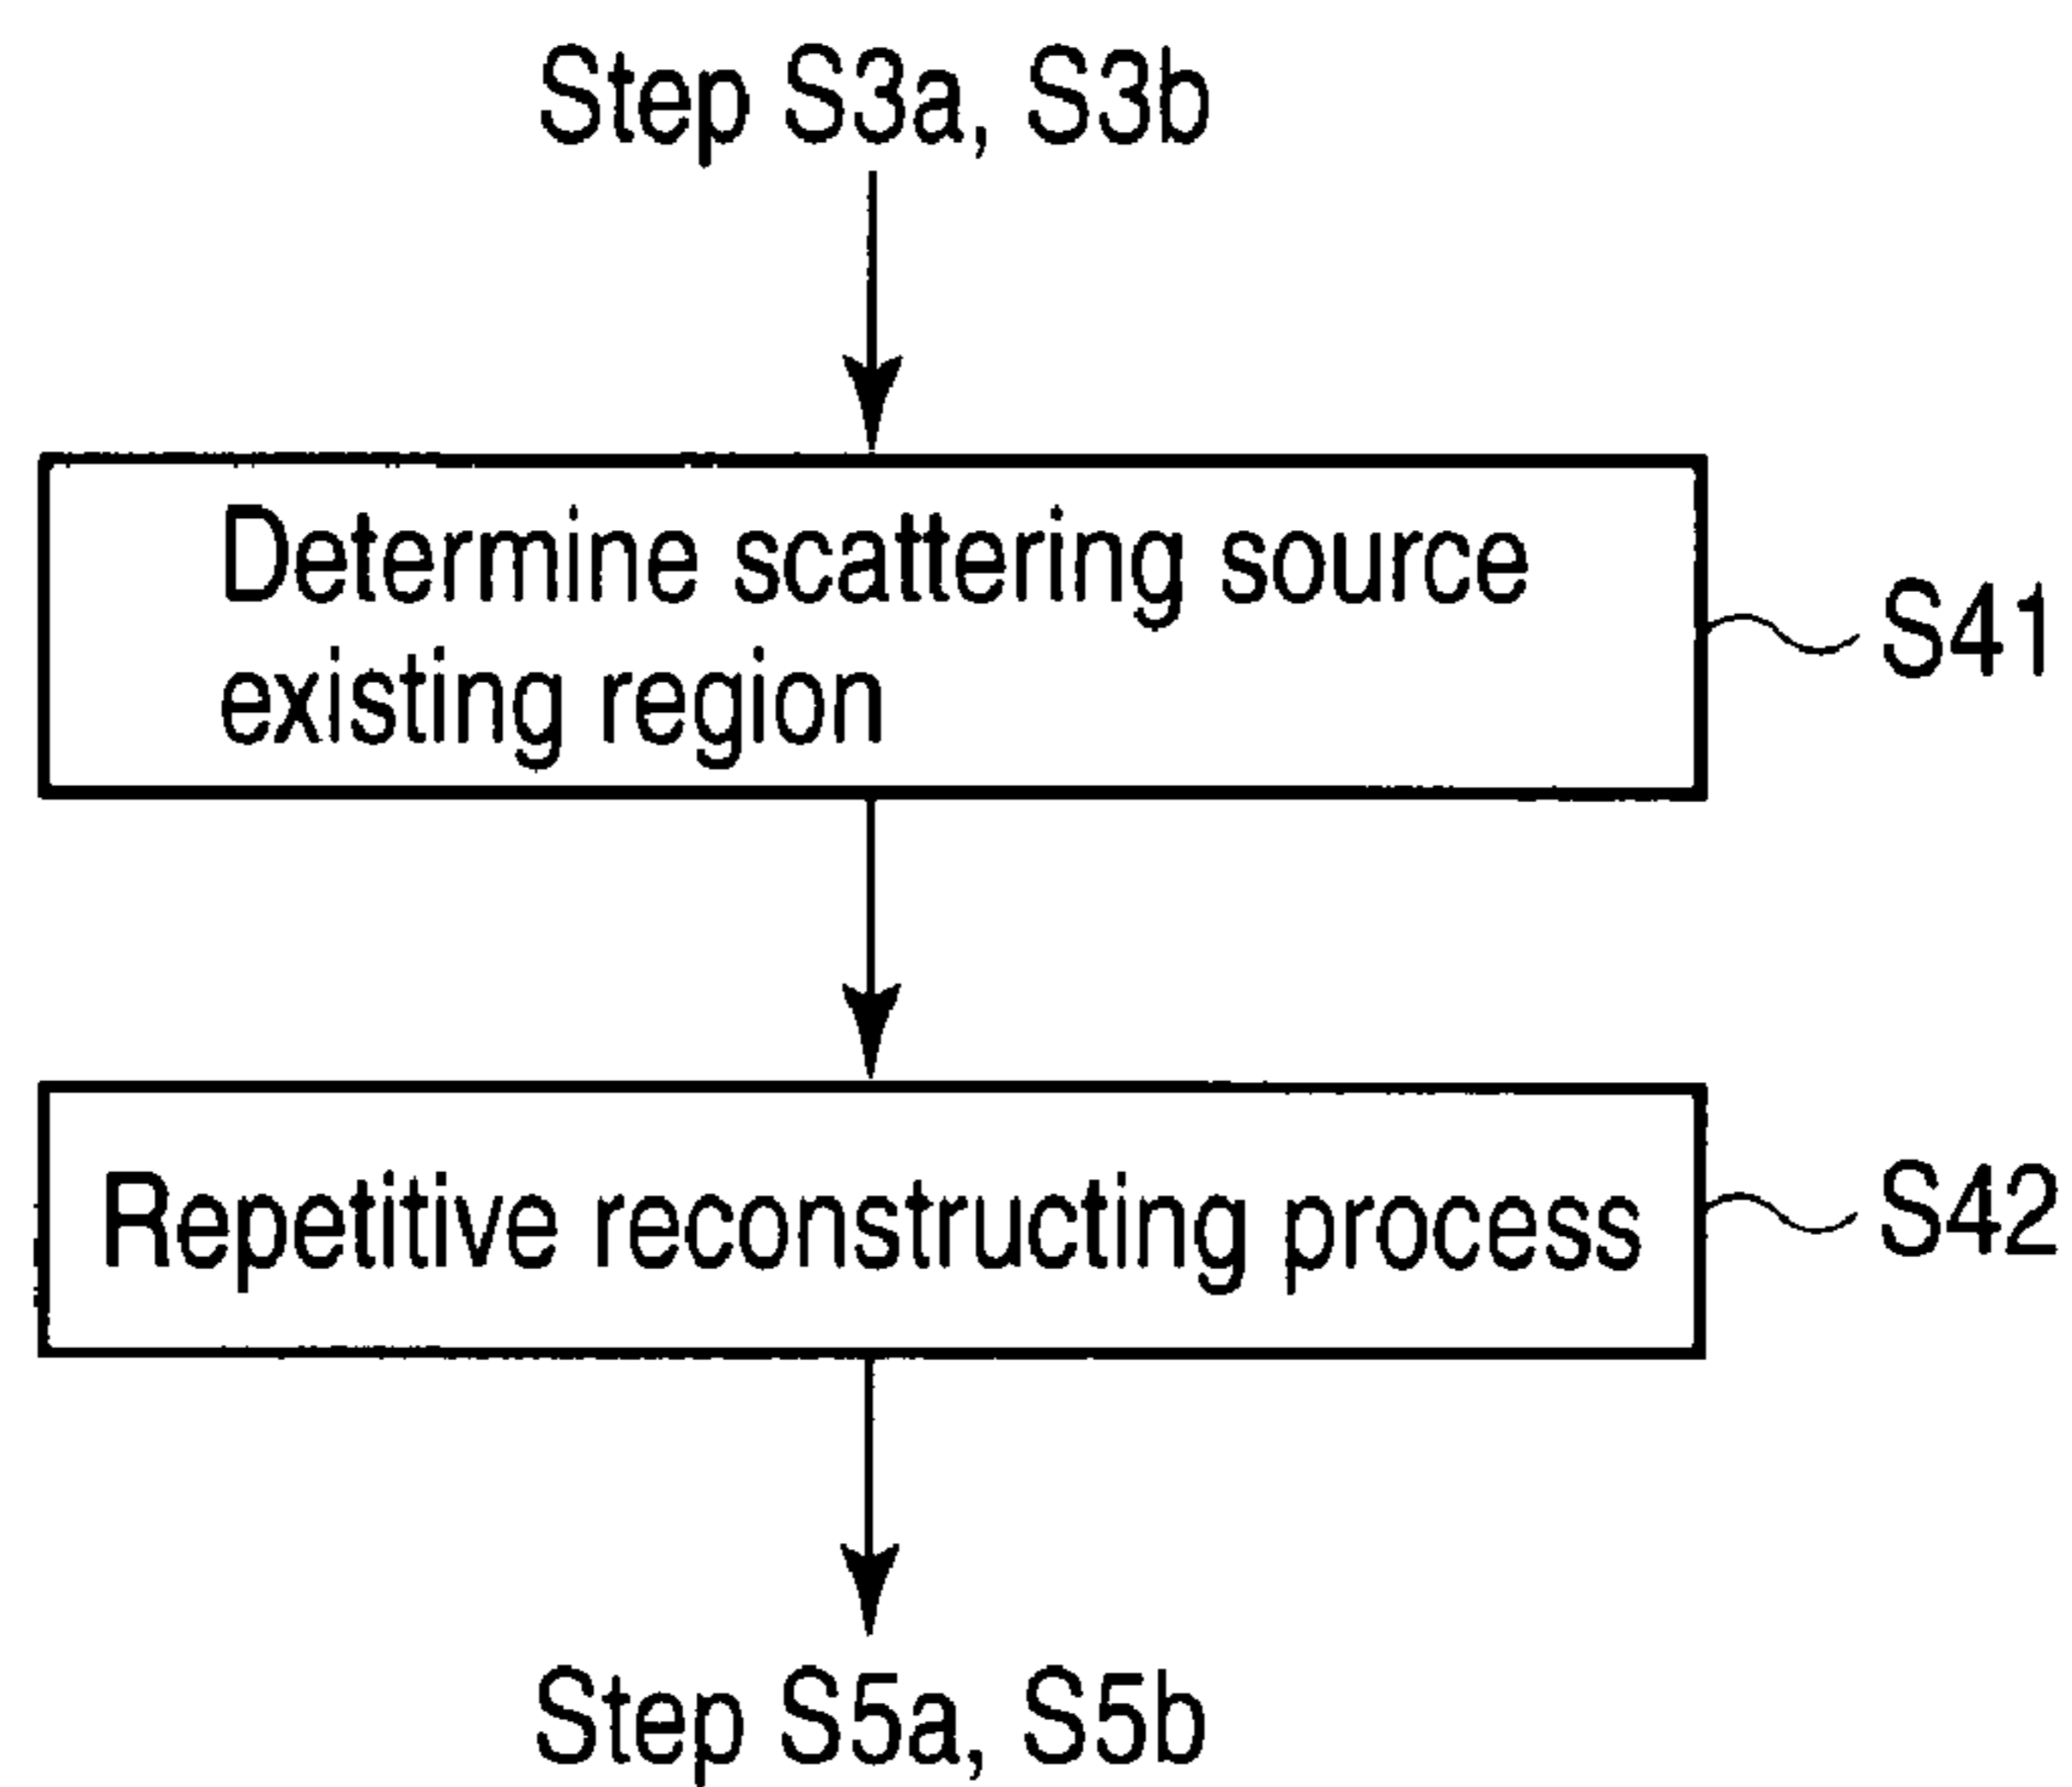 Step S3a, S3b
Determine scattering source
existing region
S41
Repetitive reconstructing process
S42
Step S5a, S5b